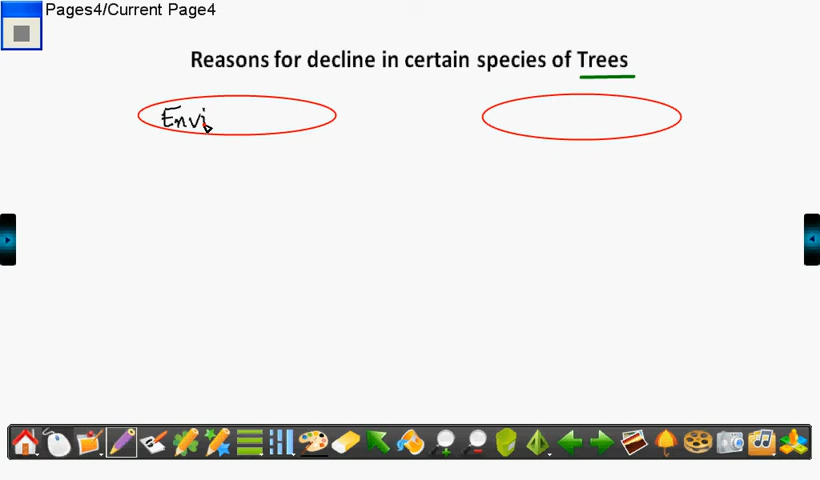 Pages4/Current Page4
Reasons for decline in certain species of Trees
Envi